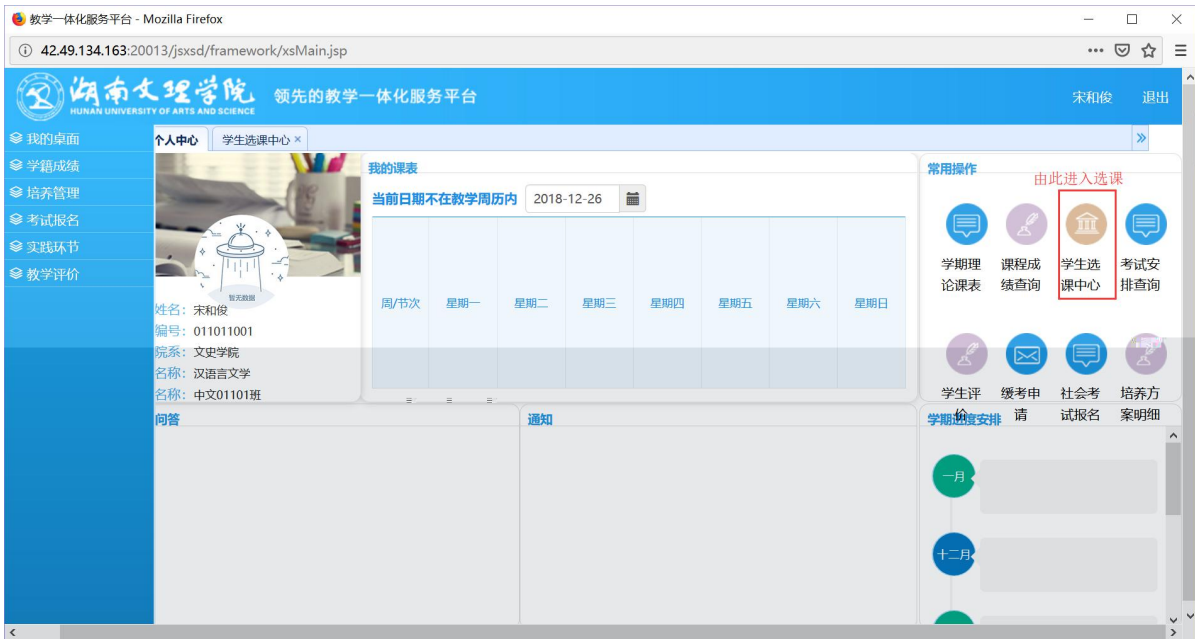 教学一体化服务平台 - Mozilla Firefox
42.49.134.163:20013/jsxsd/framework/xsMain.jsp
湖南文理学院
HUNAN UNIVERSITY OF ARTS AND SCIENCE
领先的教学一体化服务平台
宋和俊 退出
我的桌面
学籍成绩
培养管理
考试报名
实践环节
教学评价
个人中心 学生选课中心 ×
暂无数据
姓名：宋和俊
编号：011011001
院系：文史学院
名称：汉语言文学
名称：中文01101班
我的课表
当前日期不在教学周历内 2018-12-26
周/节次 星期一 星期二 星期三 星期四 星期五 星期六 星期日
常用操作
由此进入选课
学期理论课表
课程成绩查询
学生选课中心
考试安排查询
学生评价
缓考申请
社会考试报名
培养方案明细
问答
通知
学期进度安排
一月
十二月